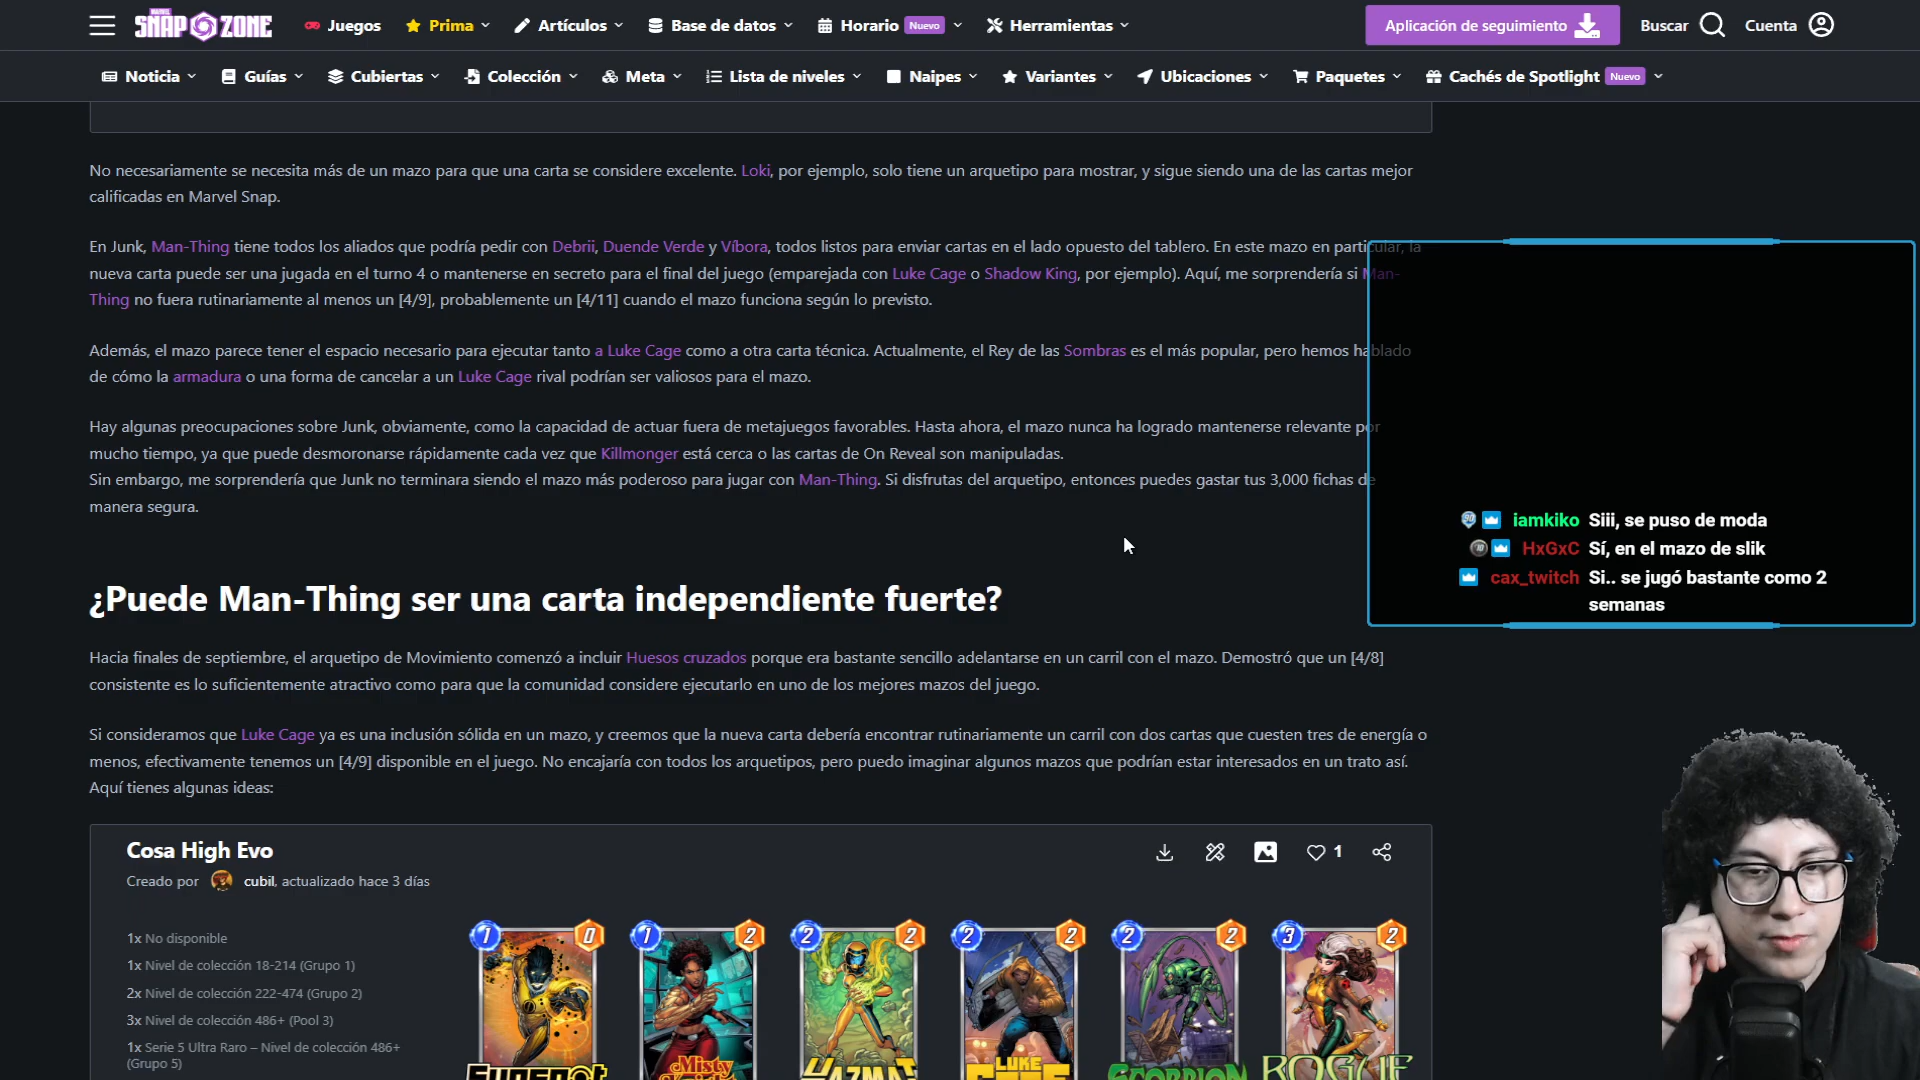 SNAP ZONE
Juegos
Prima
Artículos
Base de datos
Horario Nuevo
Herramientas
Aplicación de seguimiento
Buscar
Cuenta
Noticia
Guías
Cubiertas
Colección
Meta
Lista de niveles
Naipes
Variantes
Ubicaciones
Paquetes
Cachés de Spotlight Nuevo
No necesariamente se necesita más de un mazo para que una carta se considere excelente. Loki, por ejemplo, solo tiene un arquetipo para mostrar, y sigue siendo una de las cartas mejor
calificadas en Marvel Snap.
En Junk, Man-Thing tiene todos los aliados que podría pedir con Debrii, Duende Verde y Víbora, todos listos para enviar cartas en el lado opuesto del tablero. En este mazo en particular, la
nueva carta puede ser una jugada en el turno 4 o mantenerse en secreto para el final del juego (emparejada con Luke Cage o Shadow King, por ejemplo). Aquí, me sorprendería si Man-
Thing no fuera rutinariamente al menos un [4/9], probablemente un [4/11] cuando el mazo funciona según lo previsto.
Además, el mazo parece tener el espacio necesario para ejecutar tanto a Luke Cage como a otra carta técnica. Actualmente, el Rey de las Sombras es el más popular, pero hemos hablado
de cómo la armadura o una forma de cancelar a un Luke Cage rival podrían ser valiosos para el mazo.
Hay algunas preocupaciones sobre Junk, obviamente, como la capacidad de actuar fuera de metajuegos favorables. Hasta ahora, el mazo nunca ha logrado mantenerse relevante por
mucho tiempo, ya que puede desmoronarse rápidamente cada vez que Killmonger está cerca o las cartas de On Reveal son manipuladas.
Sin embargo, me sorprendería que Junk no terminara siendo el mazo más poderoso para jugar con Man-Thing. Si disfrutas del arquetipo, entonces puedes gastar tus 3,000 fichas de
manera segura.
iamkiko Siii, se puso de moda
HxGxC Sí, en el mazo de slik
cax_twitch Si.. se jugó bastante como 2
semanas
¿Puede Man-Thing ser una carta independiente fuerte?
Hacia finales de septiembre, el arquetipo de Movimiento comenzó a incluir Huesos cruzados porque era bastante sencillo adelantarse en un carril con el mazo. Demostró que un [4/8]
consistente es lo suficientemente atractivo como para que la comunidad considere ejecutarlo en uno de los mejores mazos del juego.
Si consideramos que Luke Cage ya es una inclusión sólida en un mazo, y creemos que la nueva carta debería encontrar rutinariamente un carril con dos cartas que cuesten tres de energía o
menos, efectivamente tenemos un [4/9] disponible en el juego. No encajaría con todos los arquetipos, pero puedo imaginar algunos mazos que podrían estar interesados en un trato así.
Aquí tienes algunas ideas:
Cosa High Evo
1
Creado por cubil, actualizado hace 3 días
1x No disponible
1x Nivel de colección 18-214 (Grupo 1)
2x Nivel de colección 222-474 (Grupo 2)
3x Nivel de colección 486+ (Pool 3)
1x Serie 5 Ultra Raro – Nivel de colección 486+
(Grupo 5)
1 0 1 2 2 2 2 2 2 2 3 2
SUNSPOT
Misty
HAZMAT
LUKE
CAGE
SCORPION
ROGUE